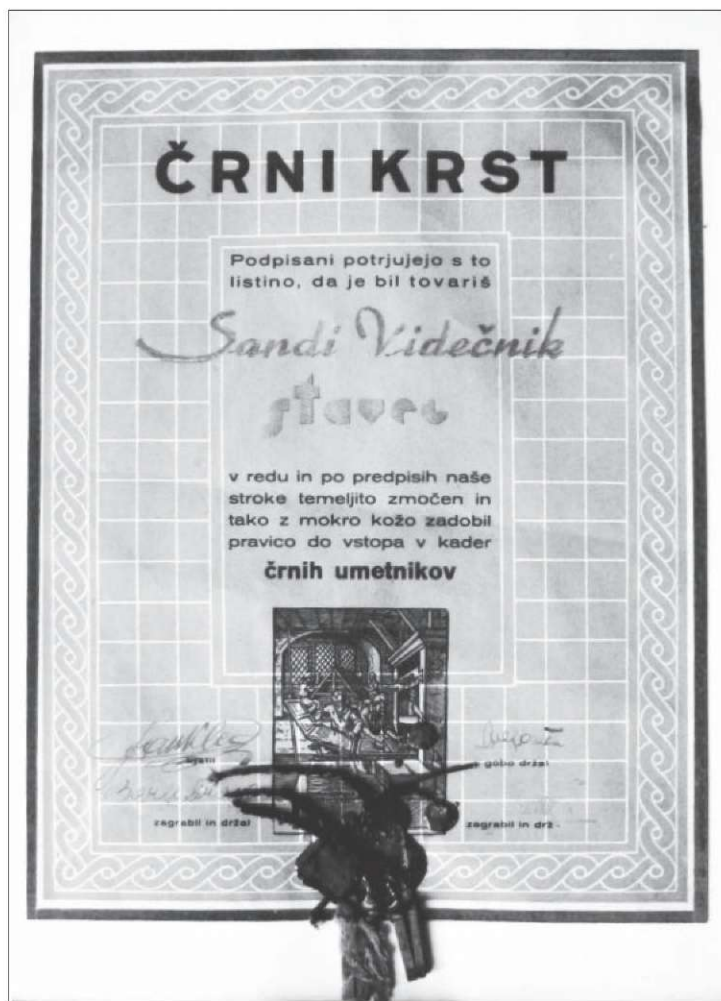 ČRNI KRST
Podpisani potrjujejo s to
listino, da je bil tovariš
Sandi Videčnik
stavec
v redu in po predpisih naše
stroke temeljito zmočen in
tako z mokro kožo zadobil
pravico do vstopa v kader
črnih umetnikov
gobo držal
zagrabil in držal
zagrabil in drž